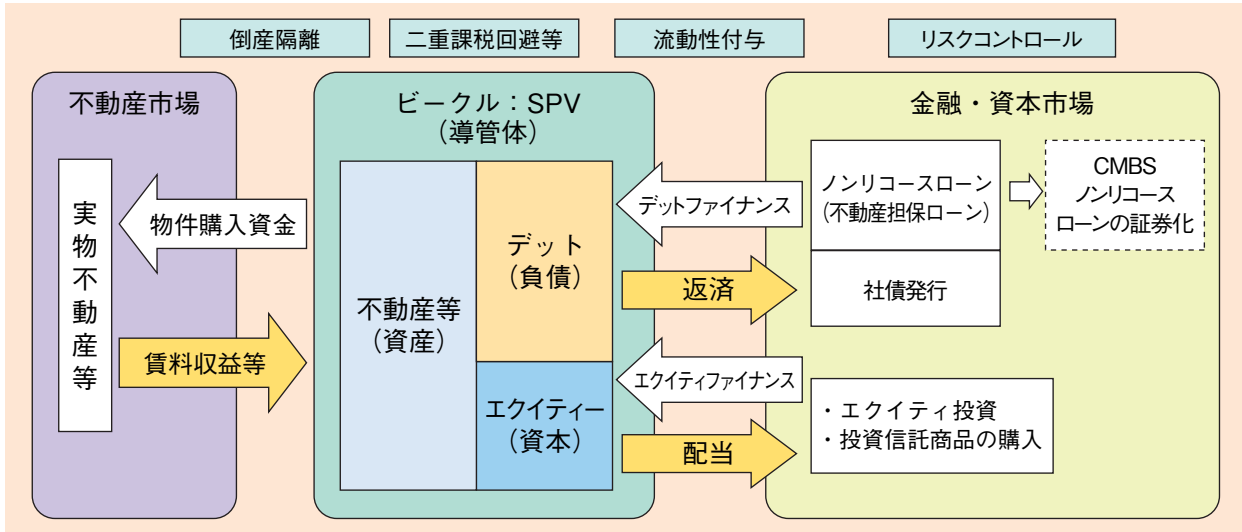 倒産隔離
二重課税回避等
流動性付与
リスクコントロール
不動産市場
実物不動産等
物件購入資金
賃料収益等
ビークル:SPV
(導管体)
不動産等
(資産)
デット
(負債)
エクイティー
(資本)
デットファイナンス
返済
エクイティファイナンス
配当
金融・資本市場
ノンリコースローン
(不動産担保ローン)
社債発行
CMBS
ノンリコース
ローンの証券化
・エクイティ投資
・投資信託商品の購入